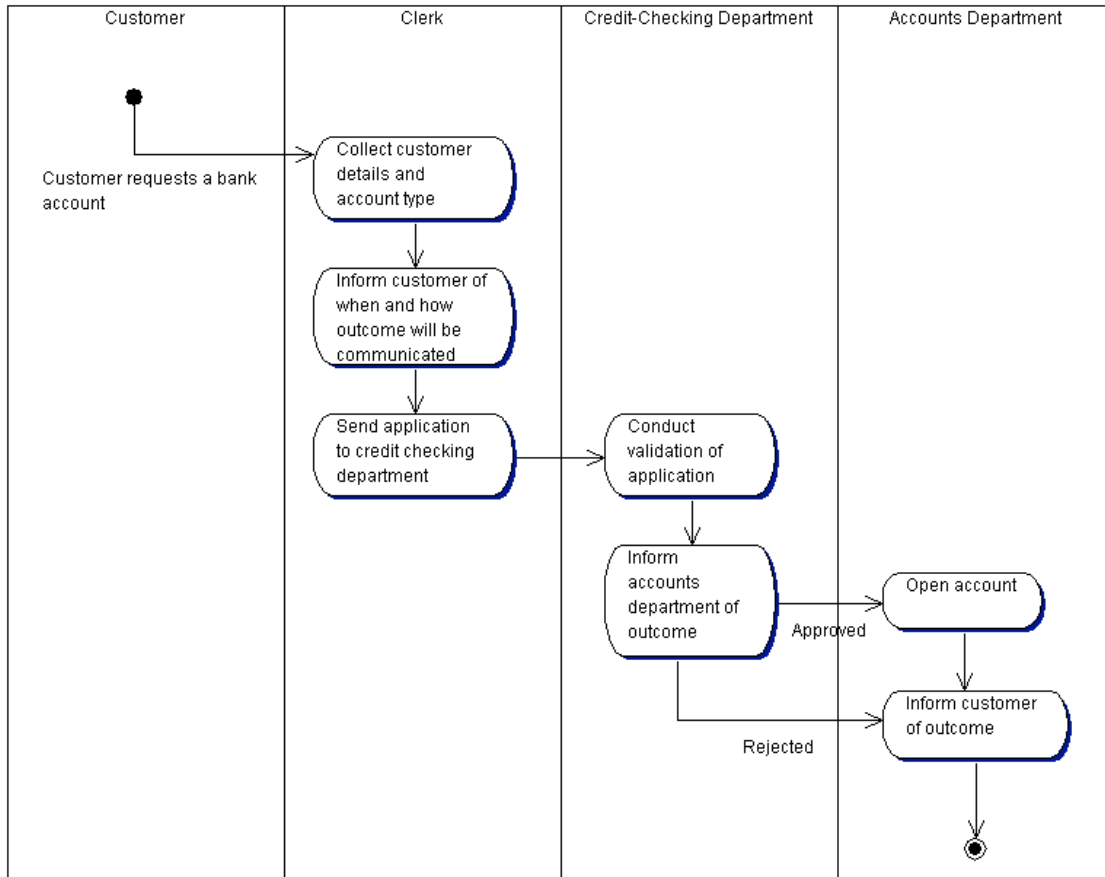 Customer
Clerk
Credit-Checking Department
Accounts Department
Customer requests a bank
account
Collect customer
details and
account type
Inform customer of
when and how
outcome will be
communicated
Send application
to credit checking
department
Conduct
validation of
application
Inform
accounts
department of
outcome
Approved
Rejected
Open account
Inform customer
of outcome